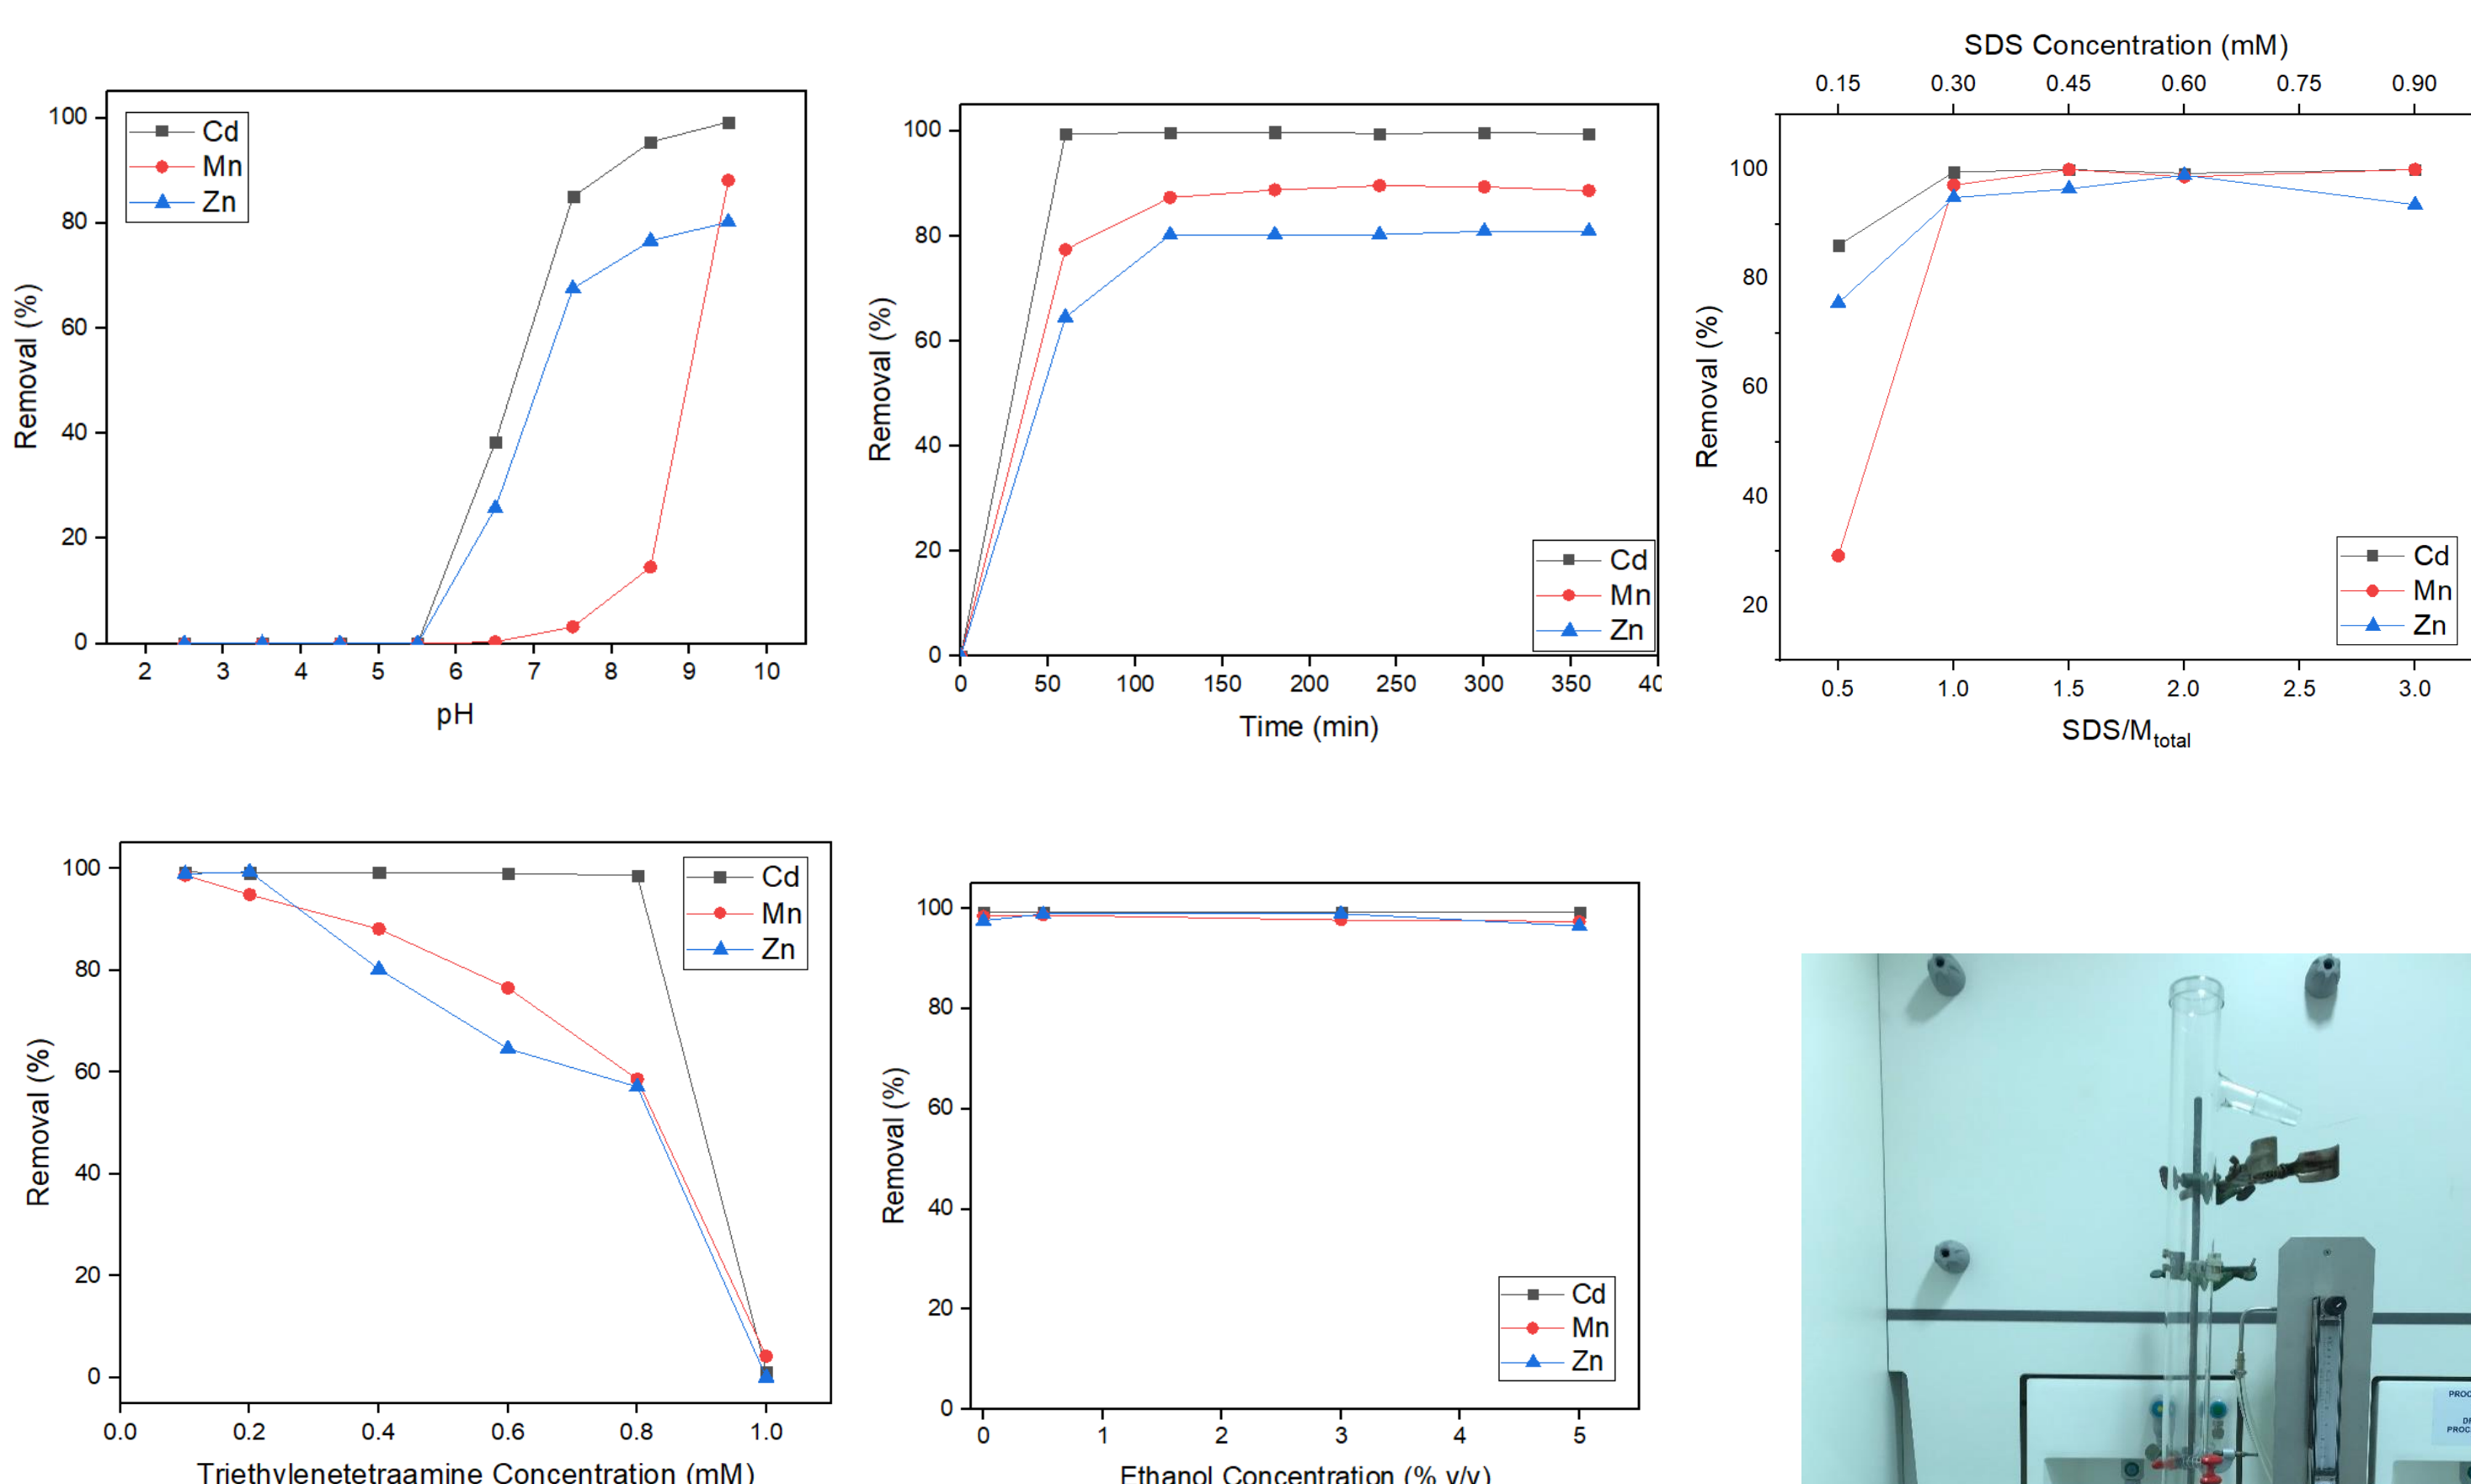 100
80
60
40
20
0
Removal (%)
Cd
Mn
Zn
2 3 4 5 6 7 8 9 10
pH
100
80
60
40
20
0
Removal (%)
Cd
Mn
Zn
0 50 100 150 200 250 300 350 40
Time (min)
SDS Concentration (mM)
0.15 0.30 0.45 0.60 0.75 0.90
100
80
60
40
20
Removal (%)
Cd
Mn
Zn
0.5 1.0 1.5 2.0 2.5 3.0
SDS/Mtotal
100
80
60
40
20
0
Removal (%)
Cd
Mn
Zn
0.0 0.2 0.4 0.6 0.8 1.0
Triethylenetetraamine Concentration (mM)
100
80
60
40
20
0
Removal (%)
Cd
Mn
Zn
0 1 2 3 4 5
Ethanol Concentration (% v/v)